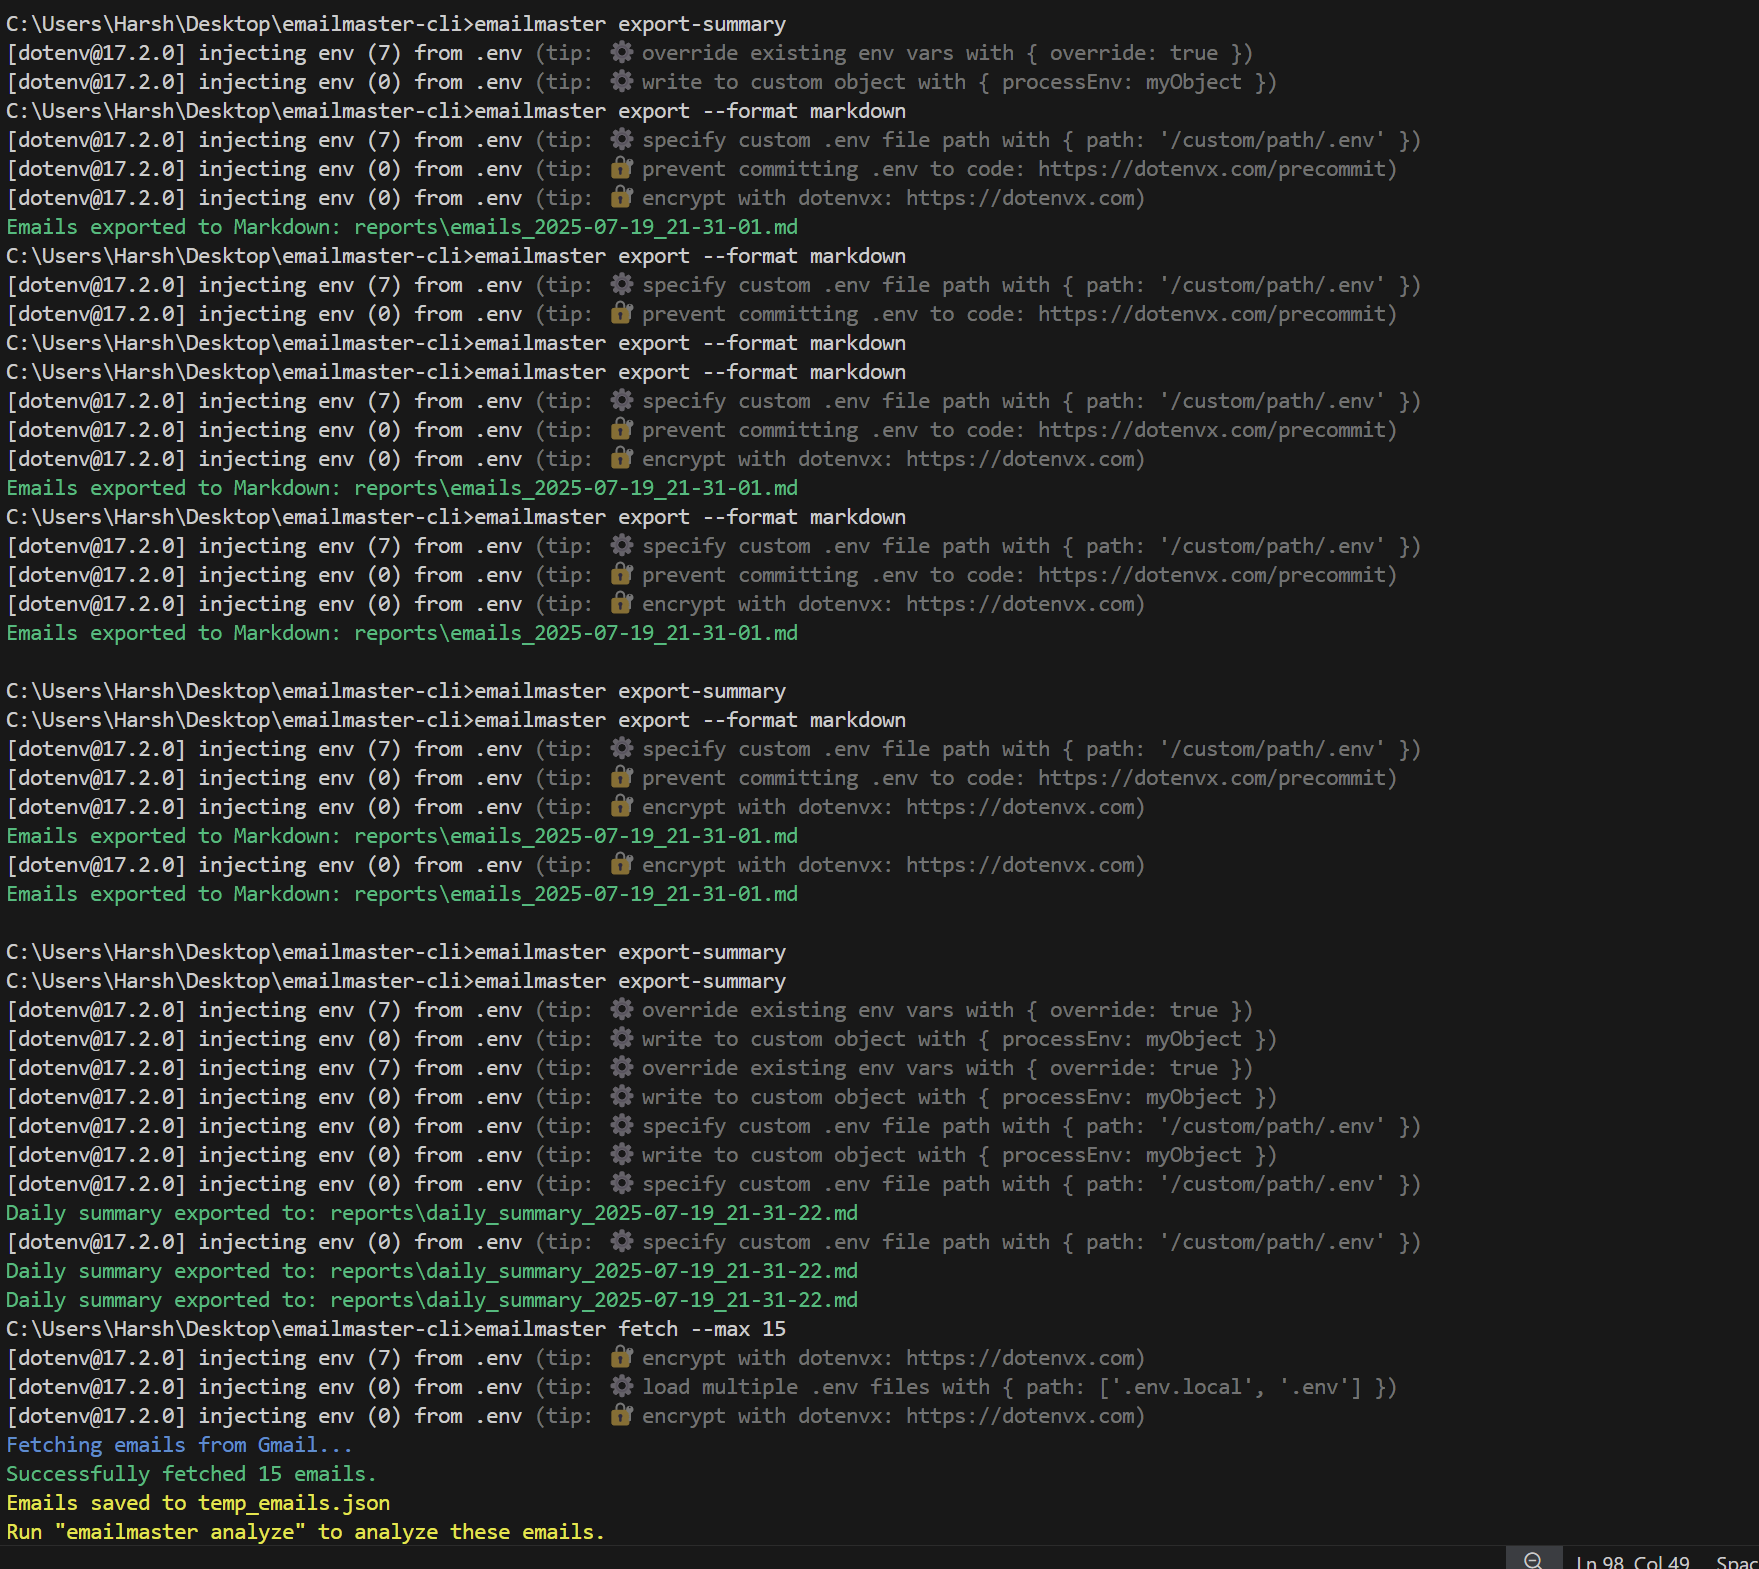 C:\Users\Harsh\Desktop\emailmaster-cli>emailmaster export-summary
[dotenv@17.2.0] injecting env (7) from .env (tip: ⚙️ override existing env vars with { override: true })
[dotenv@17.2.0] injecting env (0) from .env (tip: ⚙️ write to custom object with { processEnv: myObject })
C:\Users\Harsh\Desktop\emailmaster-cli>emailmaster export --format markdown
[dotenv@17.2.0] injecting env (7) from .env (tip: ⚙️ specify custom .env file path with { path: '/custom/path/.env' })
[dotenv@17.2.0] injecting env (0) from .env (tip: 🔐 prevent committing .env to code: https://dotenvx.com/precommit)
[dotenv@17.2.0] injecting env (0) from .env (tip: 🔐 encrypt with dotenvx: https://dotenvx.com)
Emails exported to Markdown: reports\emails_2025-07-19_21-31-01.md
C:\Users\Harsh\Desktop\emailmaster-cli>emailmaster export --format markdown
[dotenv@17.2.0] injecting env (7) from .env (tip: ⚙️ specify custom .env file path with { path: '/custom/path/.env' })
[dotenv@17.2.0] injecting env (0) from .env (tip: 🔐 prevent committing .env to code: https://dotenvx.com/precommit)
C:\Users\Harsh\Desktop\emailmaster-cli>emailmaster export --format markdown
C:\Users\Harsh\Desktop\emailmaster-cli>emailmaster export --format markdown
[dotenv@17.2.0] injecting env (7) from .env (tip: ⚙️ specify custom .env file path with { path: '/custom/path/.env' })
[dotenv@17.2.0] injecting env (0) from .env (tip: 🔐 prevent committing .env to code: https://dotenvx.com/precommit)
[dotenv@17.2.0] injecting env (0) from .env (tip: 🔐 encrypt with dotenvx: https://dotenvx.com)
Emails exported to Markdown: reports\emails_2025-07-19_21-31-01.md
C:\Users\Harsh\Desktop\emailmaster-cli>emailmaster export --format markdown
[dotenv@17.2.0] injecting env (7) from .env (tip: ⚙️ specify custom .env file path with { path: '/custom/path/.env' })
[dotenv@17.2.0] injecting env (0) from .env (tip: 🔐 prevent committing .env to code: https://dotenvx.com/precommit)
[dotenv@17.2.0] injecting env (0) from .env (tip: 🔐 encrypt with dotenvx: https://dotenvx.com)
Emails exported to Markdown: reports\emails_2025-07-19_21-31-01.md
C:\Users\Harsh\Desktop\emailmaster-cli>emailmaster export-summary
C:\Users\Harsh\Desktop\emailmaster-cli>emailmaster export --format markdown
[dotenv@17.2.0] injecting env (7) from .env (tip: ⚙️ specify custom .env file path with { path: '/custom/path/.env' })
[dotenv@17.2.0] injecting env (0) from .env (tip: 🔐 prevent committing .env to code: https://dotenvx.com/precommit)
[dotenv@17.2.0] injecting env (0) from .env (tip: 🔐 encrypt with dotenvx: https://dotenvx.com)
Emails exported to Markdown: reports\emails_2025-07-19_21-31-01.md
[dotenv@17.2.0] injecting env (0) from .env (tip: 🔐 encrypt with dotenvx: https://dotenvx.com)
Emails exported to Markdown: reports\emails_2025-07-19_21-31-01.md
C:\Users\Harsh\Desktop\emailmaster-cli>emailmaster export-summary
C:\Users\Harsh\Desktop\emailmaster-cli>emailmaster export-summary
[dotenv@17.2.0] injecting env (7) from .env (tip: ⚙️ override existing env vars with { override: true })
[dotenv@17.2.0] injecting env (0) from .env (tip: ⚙️ write to custom object with { processEnv: myObject })
[dotenv@17.2.0] injecting env (7) from .env (tip: ⚙️ override existing env vars with { override: true })
[dotenv@17.2.0] injecting env (0) from .env (tip: ⚙️ write to custom object with { processEnv: myObject })
[dotenv@17.2.0] injecting env (0) from .env (tip: ⚙️ specify custom .env file path with { path: '/custom/path/.env' })
[dotenv@17.2.0] injecting env (0) from .env (tip: ⚙️ write to custom object with { processEnv: myObject })
[dotenv@17.2.0] injecting env (0) from .env (tip: ⚙️ specify custom .env file path with { path: '/custom/path/.env' })
Daily summary exported to: reports\daily_summary_2025-07-19_21-31-22.md
[dotenv@17.2.0] injecting env (0) from .env (tip: ⚙️ specify custom .env file path with { path: '/custom/path/.env' })
Daily summary exported to: reports\daily_summary_2025-07-19_21-31-22.md
Daily summary exported to: reports\daily_summary_2025-07-19_21-31-22.md
C:\Users\Harsh\Desktop\emailmaster-cli>emailmaster fetch --max 15
[dotenv@17.2.0] injecting env (7) from .env (tip: 🔐 encrypt with dotenvx: https://dotenvx.com)
[dotenv@17.2.0] injecting env (0) from .env (tip: ⚙️ load multiple .env files with { path: ['.env.local', '.env'] })
[dotenv@17.2.0] injecting env (0) from .env (tip: 🔐 encrypt with dotenvx: https://dotenvx.com)
Fetching emails from Gmail...
Successfully fetched 15 emails.
Emails saved to temp_emails.json
Run "emailmaster analyze" to analyze these emails.
Ln 98, Col 49 Spac